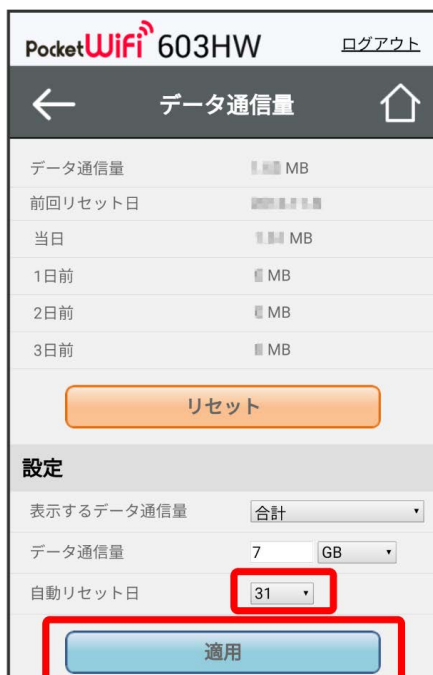 PocketWiFi 603HW ログアウト
データ通信量
データ通信量 MB
前回リセット日
当日 MB
1日前 MB
2日前 MB
3日前 MB
リセット
設定
表示するデータ通信量 合計
データ通信量 7 GB
自動リセット日 31
適用